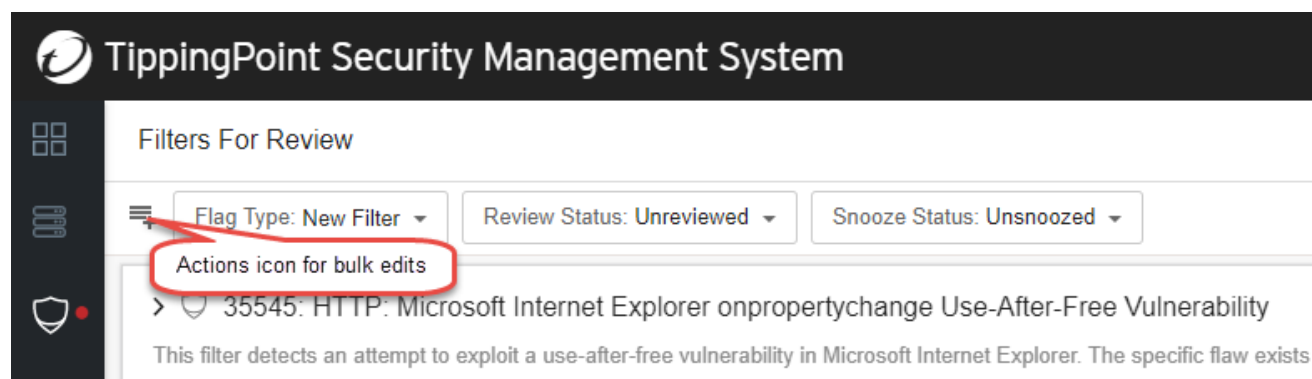 TippingPoint Security Management System
Filters For Review
Flag Type: New Filter
Review Status: Unreviewed
Snooze Status: Unsnoozed
Actions icon for bulk edits
35545: HTTP: Microsoft Internet Explorer onpropertychange Use-After-Free Vulnerability
This filter detects an attempt to exploit a use-after-free vulnerability in Microsoft Internet Explorer. The specific flaw exists